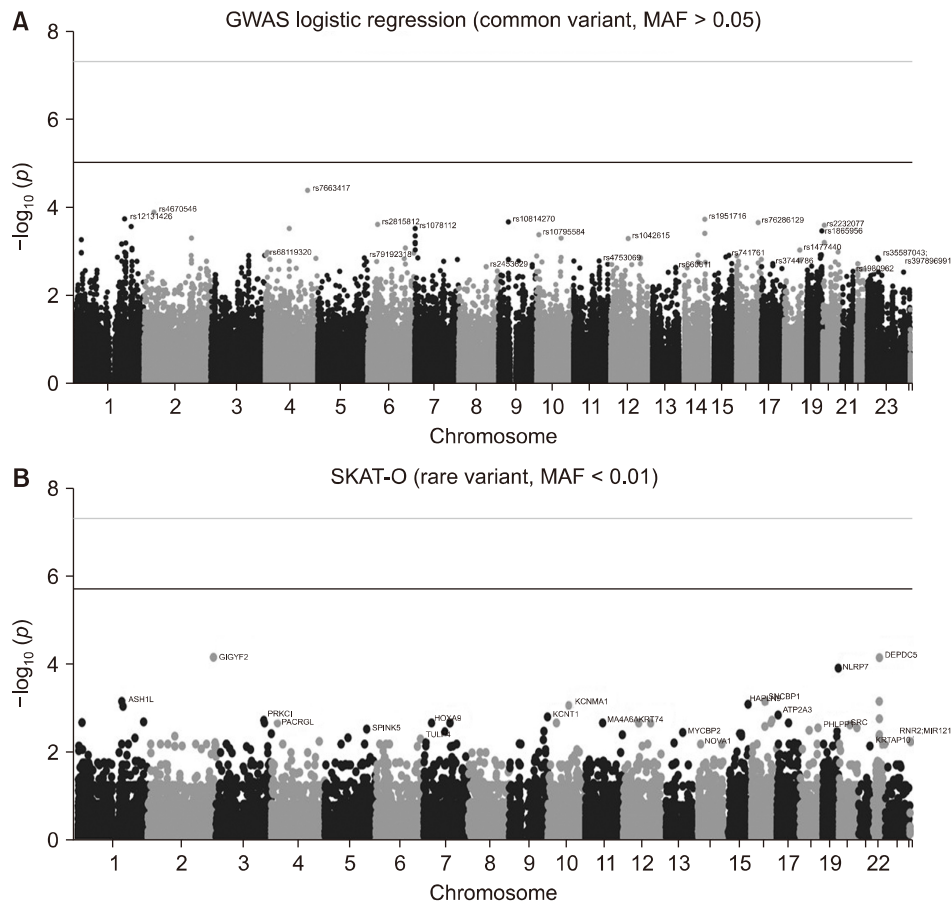 A
GWAS logistic regression (common variant, MAF > 0.05)
8
6
4
2
0
−log10 (p)
rs7663417
rs4670546
rs12131426
rs2815812
rs1078112
rs10814270
rs10795584
rs1042615
rs1951716
rs76286129
rs2232077
rs1865956
rs68119320
rs79192318
rs2453629
rs4753069
rs741761
rs3744786
rs1477440
rs35587043;
rs397896991
rs1980962
1 2 3 4 5 6 7 8 9 10 11 12 13 14 15 17 19 21 23
Chromosome
B
SKAT-O (rare variant, MAF < 0.01)
8
6
4
2
0
−log10 (p)
GIGYF2
DEPDC5
NLRP7
ASH1L
KCNMA1
SNCBP1
ATP2A3
PRKCI
PACRGL
HOXA9
KCNT1
MA4A6AKRT74
SPINK5
MYCBP2
NOVA1
KRTAP10
RNR2;MIR121
1 2 3 4 5 6 7 8 9 10 11 12 13 15 17 19 22
Chromosome